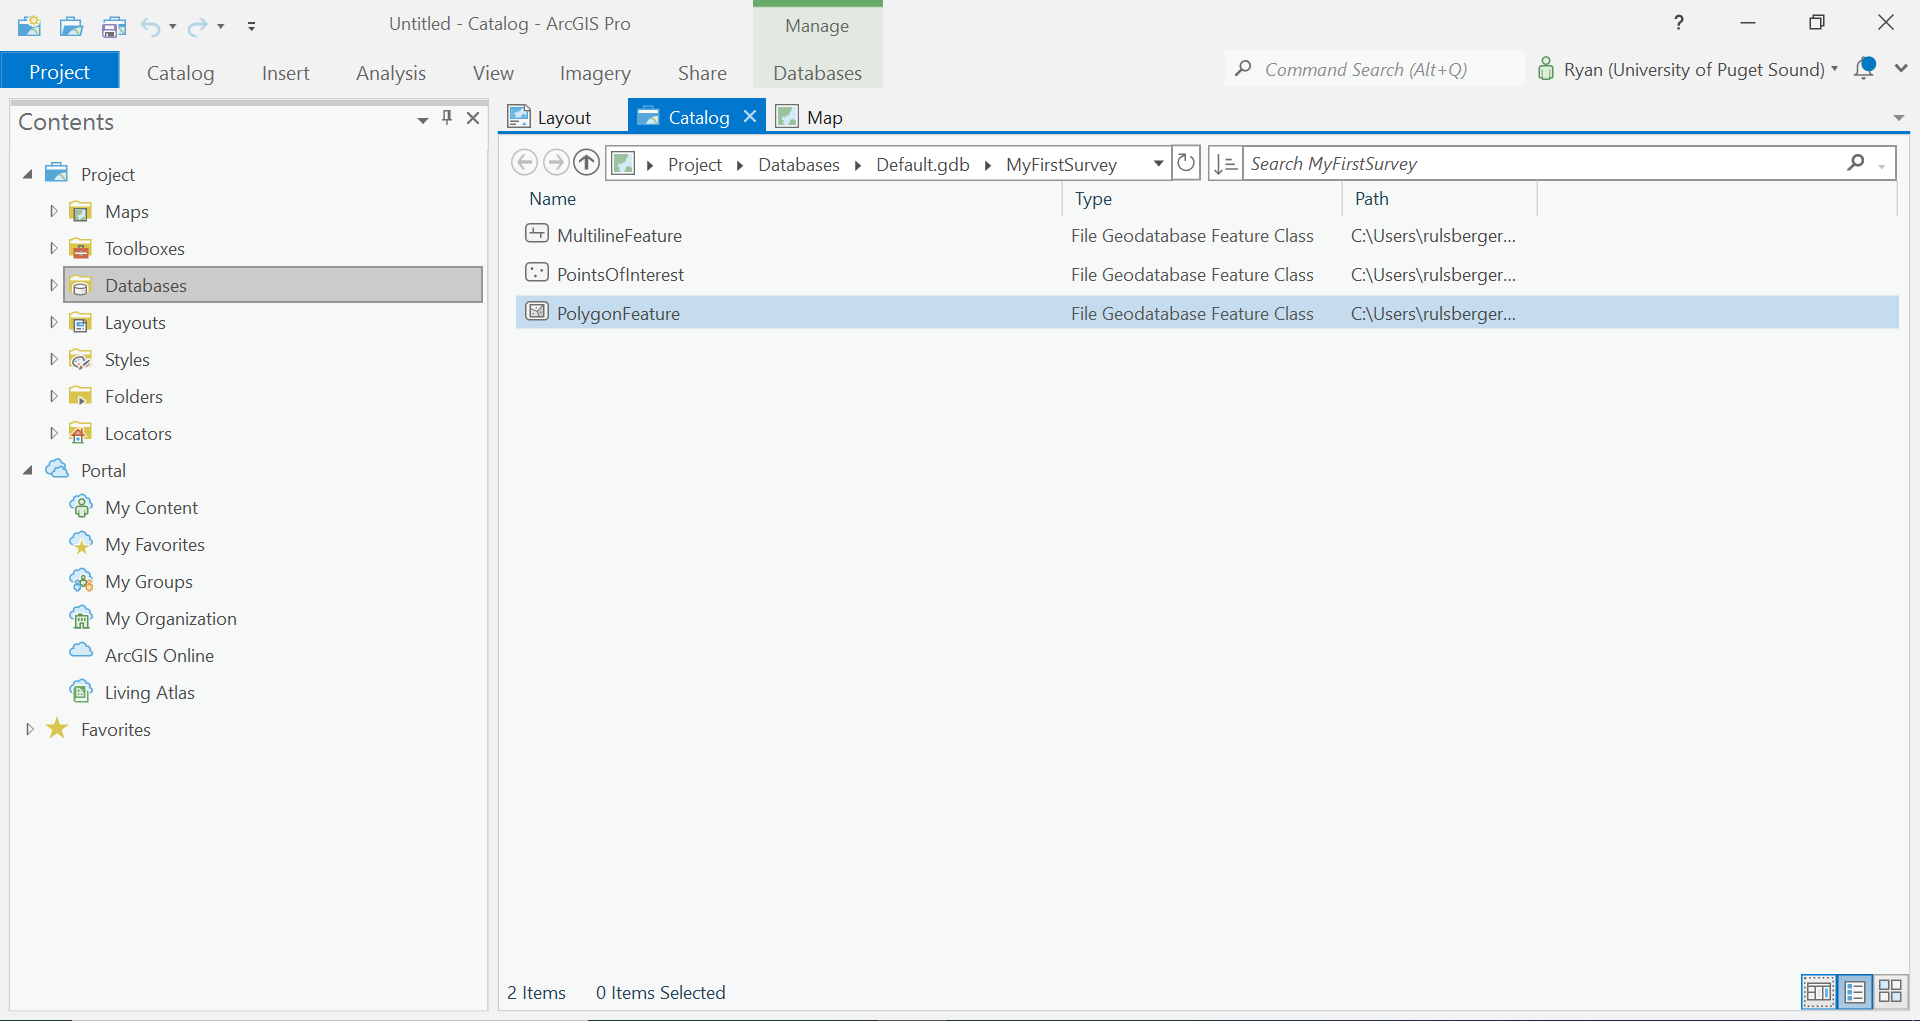 Untitled - Catalog - ArcGIS Pro
Manage
?
Project
Catalog
Insert
Analysis
View
Imagery
Share
Databases
Command Search (Alt+Q)
Ryan (University of Puget Sound)
Contents
Project
Maps
Toolboxes
Databases
Layouts
Styles
Folders
Locators
Portal
My Content
My Favorites
My Groups
My Organization
ArcGIS Online
Living Atlas
Favorites
Layout
Catalog
Map
Project
Databases
Default.gdb
MyFirstSurvey
Search MyFirstSurvey
Name Type Path
MultilineFeature File Geodatabase Feature Class C:\Users\rulsberger...
PointsOfInterest File Geodatabase Feature Class C:\Users\rulsberger...
PolygonFeature File Geodatabase Feature Class C:\Users\rulsberger...
2 Items 0 Items Selected